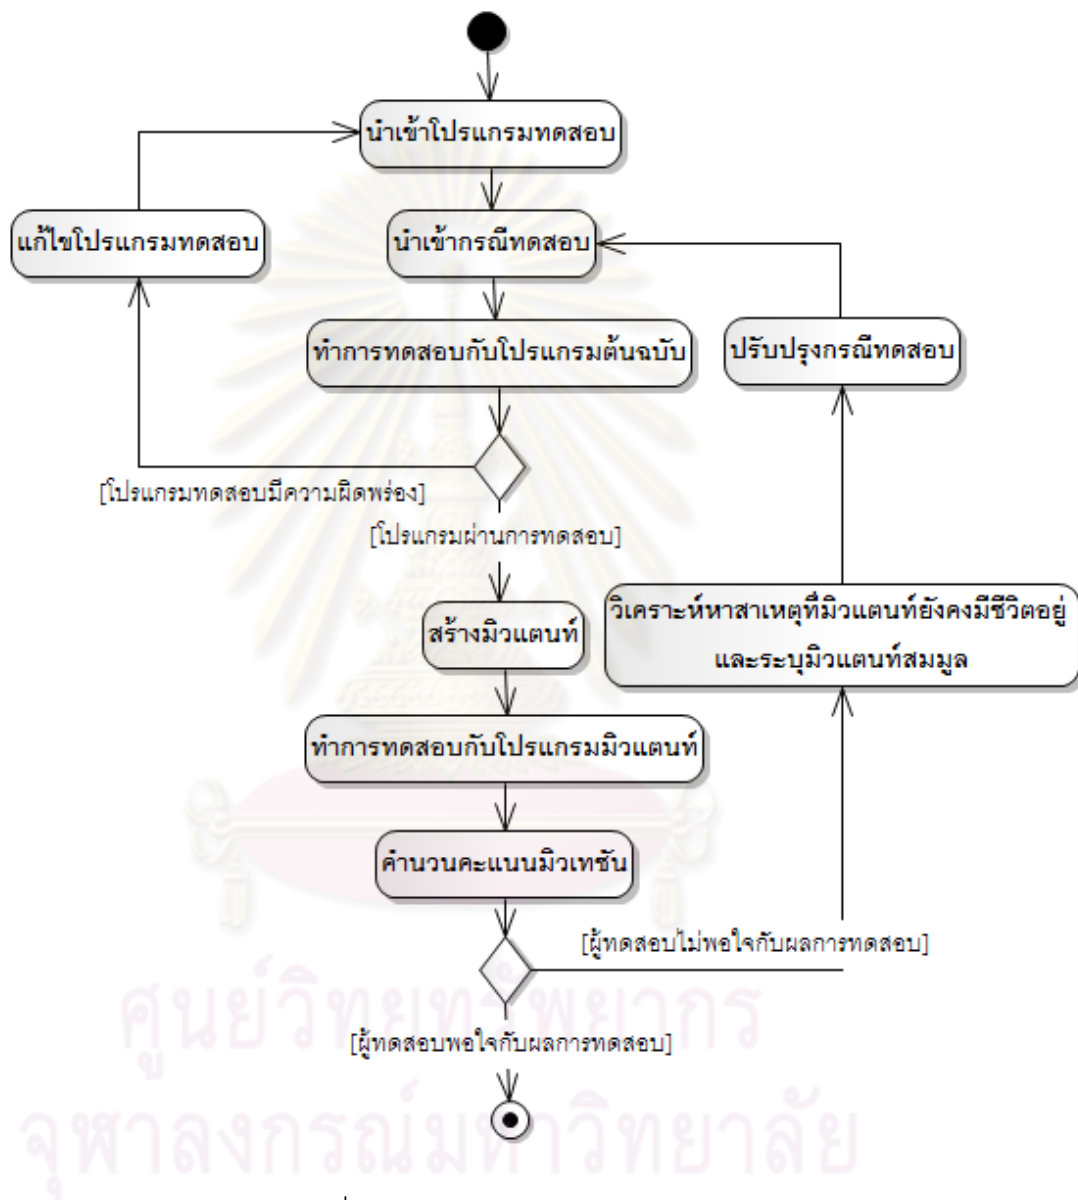 นำเข้าโปรแกรมทดสอบ
แก้ไขโปรแกรมทดสอบ
นำเข้ากรณีทดสอบ
ทำการทดสอบกับโปรแกรมต้นฉบับ
ปรับปรุงกรณีทดสอบ
[โปรแกรมทดสอบมีความผิดพร่อง]
[โปรแกรมผ่านการทดสอบ]
สร้างมิวแตนท์
วิเคราะห์หาสาเหตุที่มิวแตนท์ยังคงมีชีวิตอยู่
และระบุมิวแตนท์สมมูล
ทำการทดสอบกับโปรแกรมมิวแตนท์
คำนวนคะแนนมิวเทชัน
[ผู้ทดสอบไม่พอใจกับผลการทดสอบ]
[ผู้ทดสอบพอใจกับผลการทดสอบ]
ศูนย์วิทยทรัพยากร
จุฬาลงกรณ์มหาวิทยาลัย